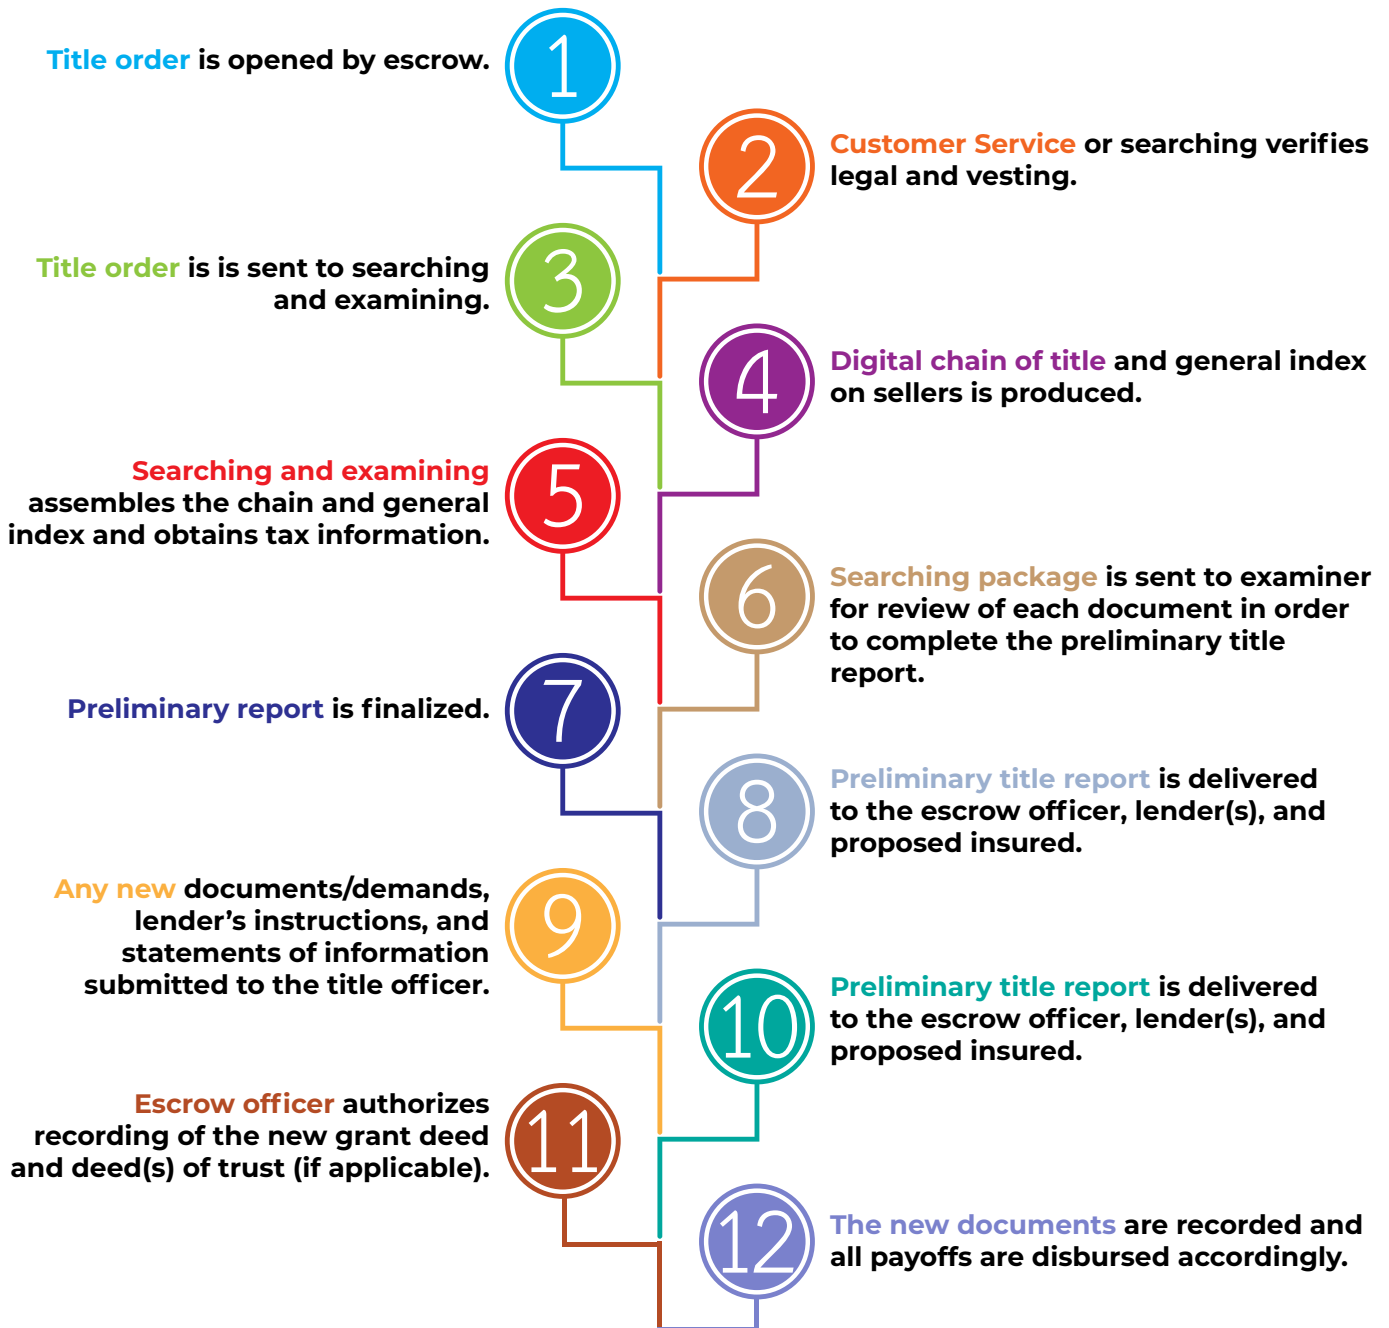 1
Title order is opened by escrow.
2
Customer Service or searching verifies
legal and vesting.
3
Title order is is sent to searching
and examining.
4
Digital chain of title and general index
on sellers is produced.
5
Searching and examining
assembles the chain and general
index and obtains tax information.
6
Searching package is sent to examiner
for review of each document in order
to complete the preliminary title
report.
7
Preliminary report is finalized.
8
Preliminary title report is delivered
to the escrow officer, lender(s), and
proposed insured.
9
Any new documents/demands,
lender’s instructions, and
statements of information
submitted to the title officer.
10
Preliminary title report is delivered
to the escrow officer, lender(s), and
proposed insured.
11
Escrow officer authorizes
recording of the new grant deed
and deed(s) of trust (if applicable).
12
The new documents are recorded and
all payoffs are disbursed accordingly.